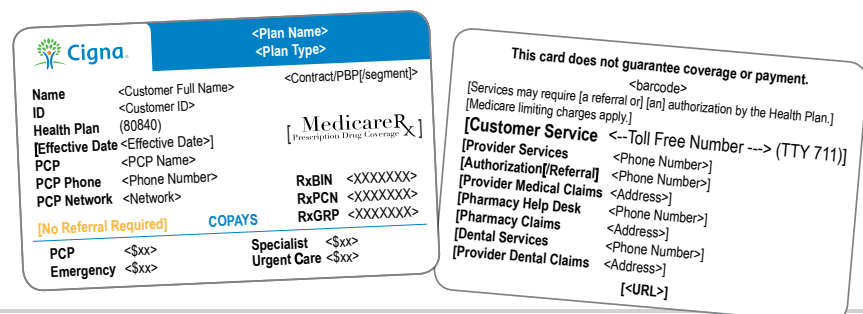 Cigna.
<Plan Name>
<Plan Type>
<Contract/PBP[/segment]>
Name <Customer Full Name>
ID <Customer ID>
Health Plan (80840)
[Effective Date <Effective Date>]
PCP <PCP Name>
PCP Phone <Phone Number>
PCP Network <Network>
[MedicareRx]
Prescription Drug Coverage
RxBIN <XXXXXXX>
RxPCN <XXXXXXX>
RxGRP <XXXXXXX>
[No Referral Required] COPAYS
PCP <$xx> Specialist <$xx>
Emergency <$xx> Urgent Care <$xx>
This card does not guarantee coverage or payment.
<barcode>
[Services may require [a referral or] [an] authorization by the Health Plan.]
[Medicare limiting charges apply.]
[Customer Service <--Toll Free Number ---> (TTY 711)]
[Provider Services <Phone Number>]
[Authorization[/Referral] <Phone Number>]
[Provider Medical Claims <Address>]
[Pharmacy Help Desk <Phone Number>]
[Pharmacy Claims <Address>]
[Dental Services <Phone Number>]
[Provider Dental Claims <Address>]
[<URL>]